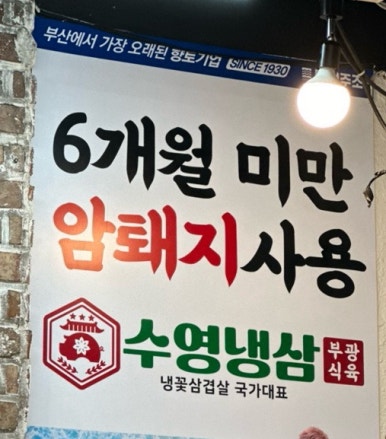 부산에서 가장 오래된 향토기업 SINCE 1930
6개월 미만
암퇘지사용
수영냉삼 부광식육
냉꽃삼겹살 국가대표